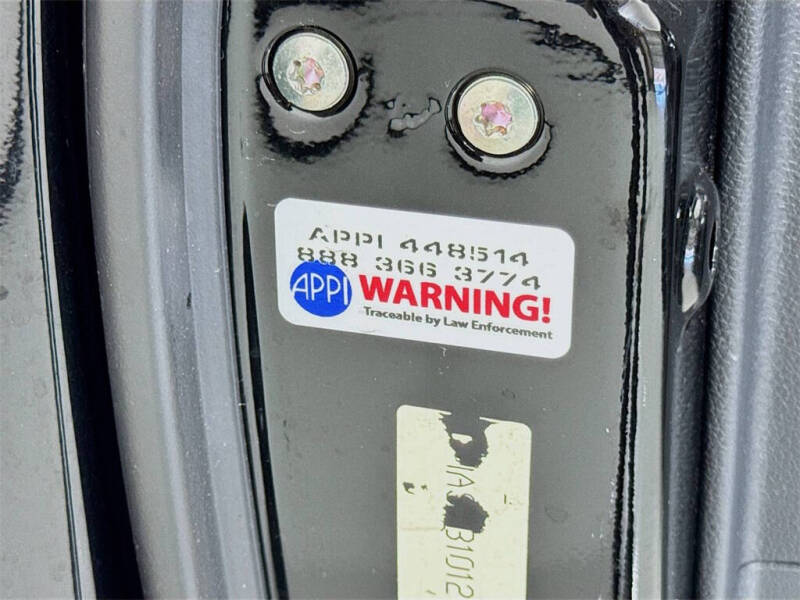 APPI 448514
888 366 3774
APPI WARNING!
Traceable by Law Enforcement